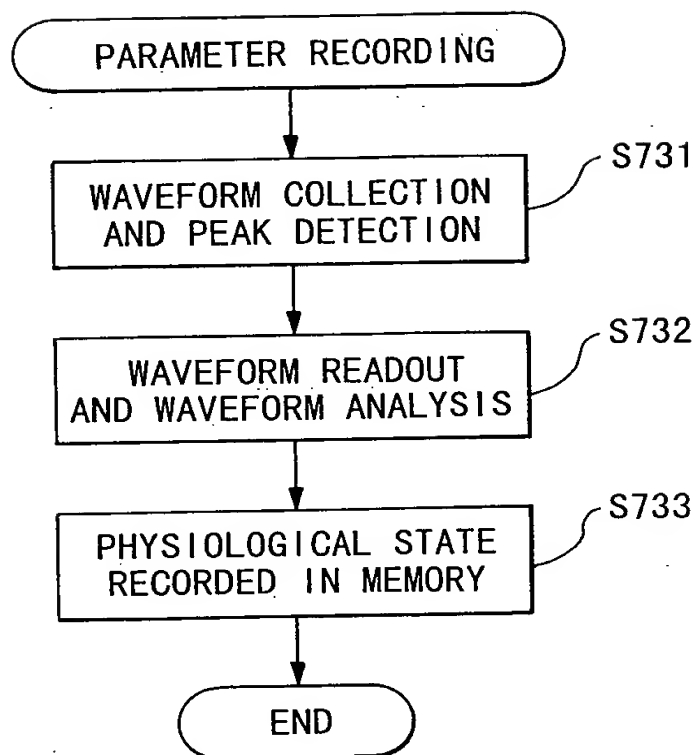 PARAMETER RECORDING
S731
WAVEFORM COLLECTION
AND PEAK DETECTION
S732
WAVEFORM READOUT
AND WAVEFORM ANALYSIS
S733
PHYSIOLOGICAL STATE
RECORDED IN MEMORY
END